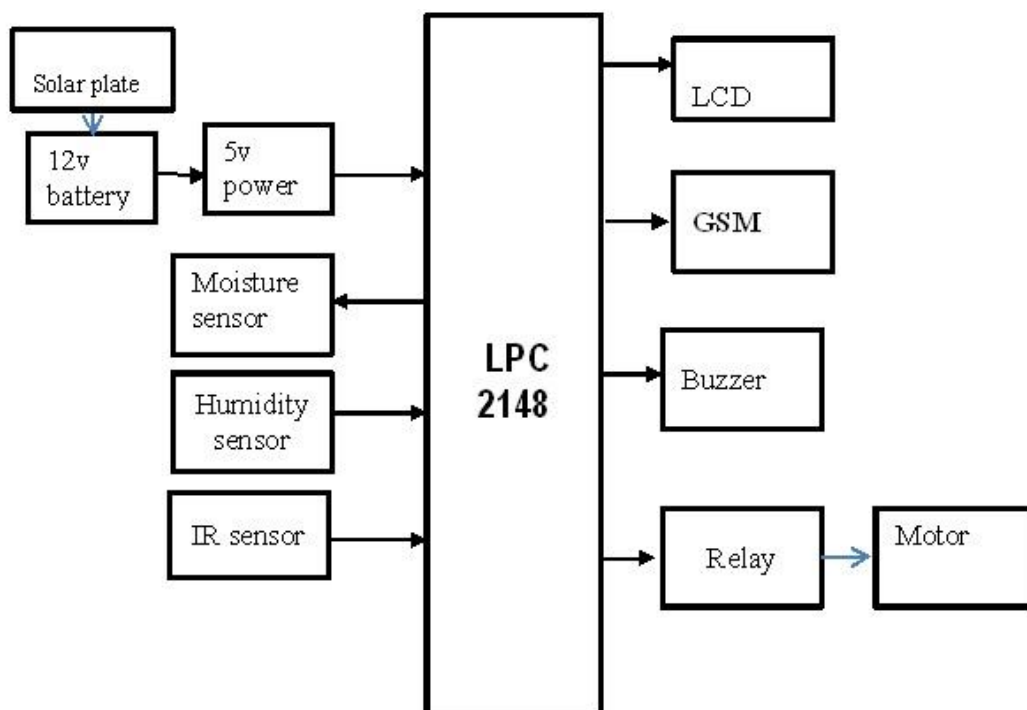 Solar plate
12v
battery
5v
power
Moisture
sensor
Humidity
sensor
IR sensor
LPC
2148
LCD
GSM
Buzzer
Relay
Motor